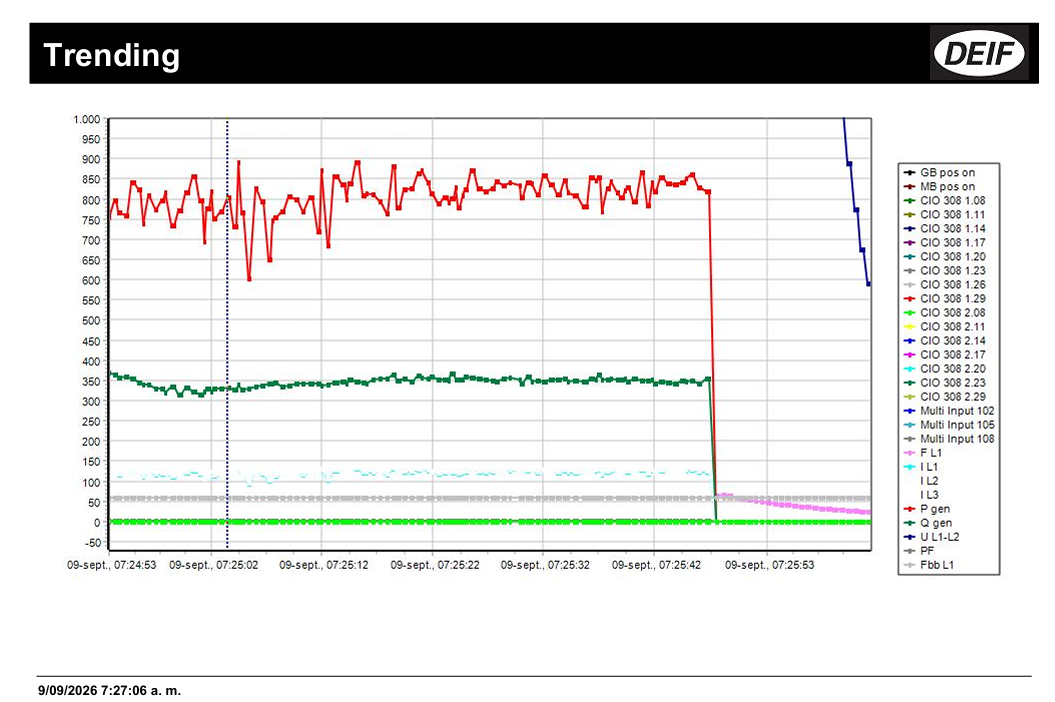 Trending
DEIF
1.000
950
900
850
800
750
700
650
600
550
500
450
400
350
300
250
200
150
100
50
0
-50
09-sept., 07:24:53
09-sept., 07:25:02
09-sept., 07:25:12
09-sept., 07:25:22
09-sept., 07:25:32
09-sept., 07:25:42
09-sept., 07:25:53
GB pos on
MB pos on
CIO 308 1.08
CIO 308 1.11
CIO 308 1.14
CIO 308 1.17
CIO 308 1.20
CIO 308 1.23
CIO 308 1.26
CIO 308 1.29
CIO 308 2.08
CIO 308 2.11
CIO 308 2.14
CIO 308 2.17
CIO 308 2.20
CIO 308 2.23
CIO 308 2.29
Multi Input 102
Multi Input 105
Multi Input 108
F L1
I L1
I L2
I L3
P gen
Q gen
U L1-L2
PF
Fbb L1
9/09/2026 7:27:06 a. m.